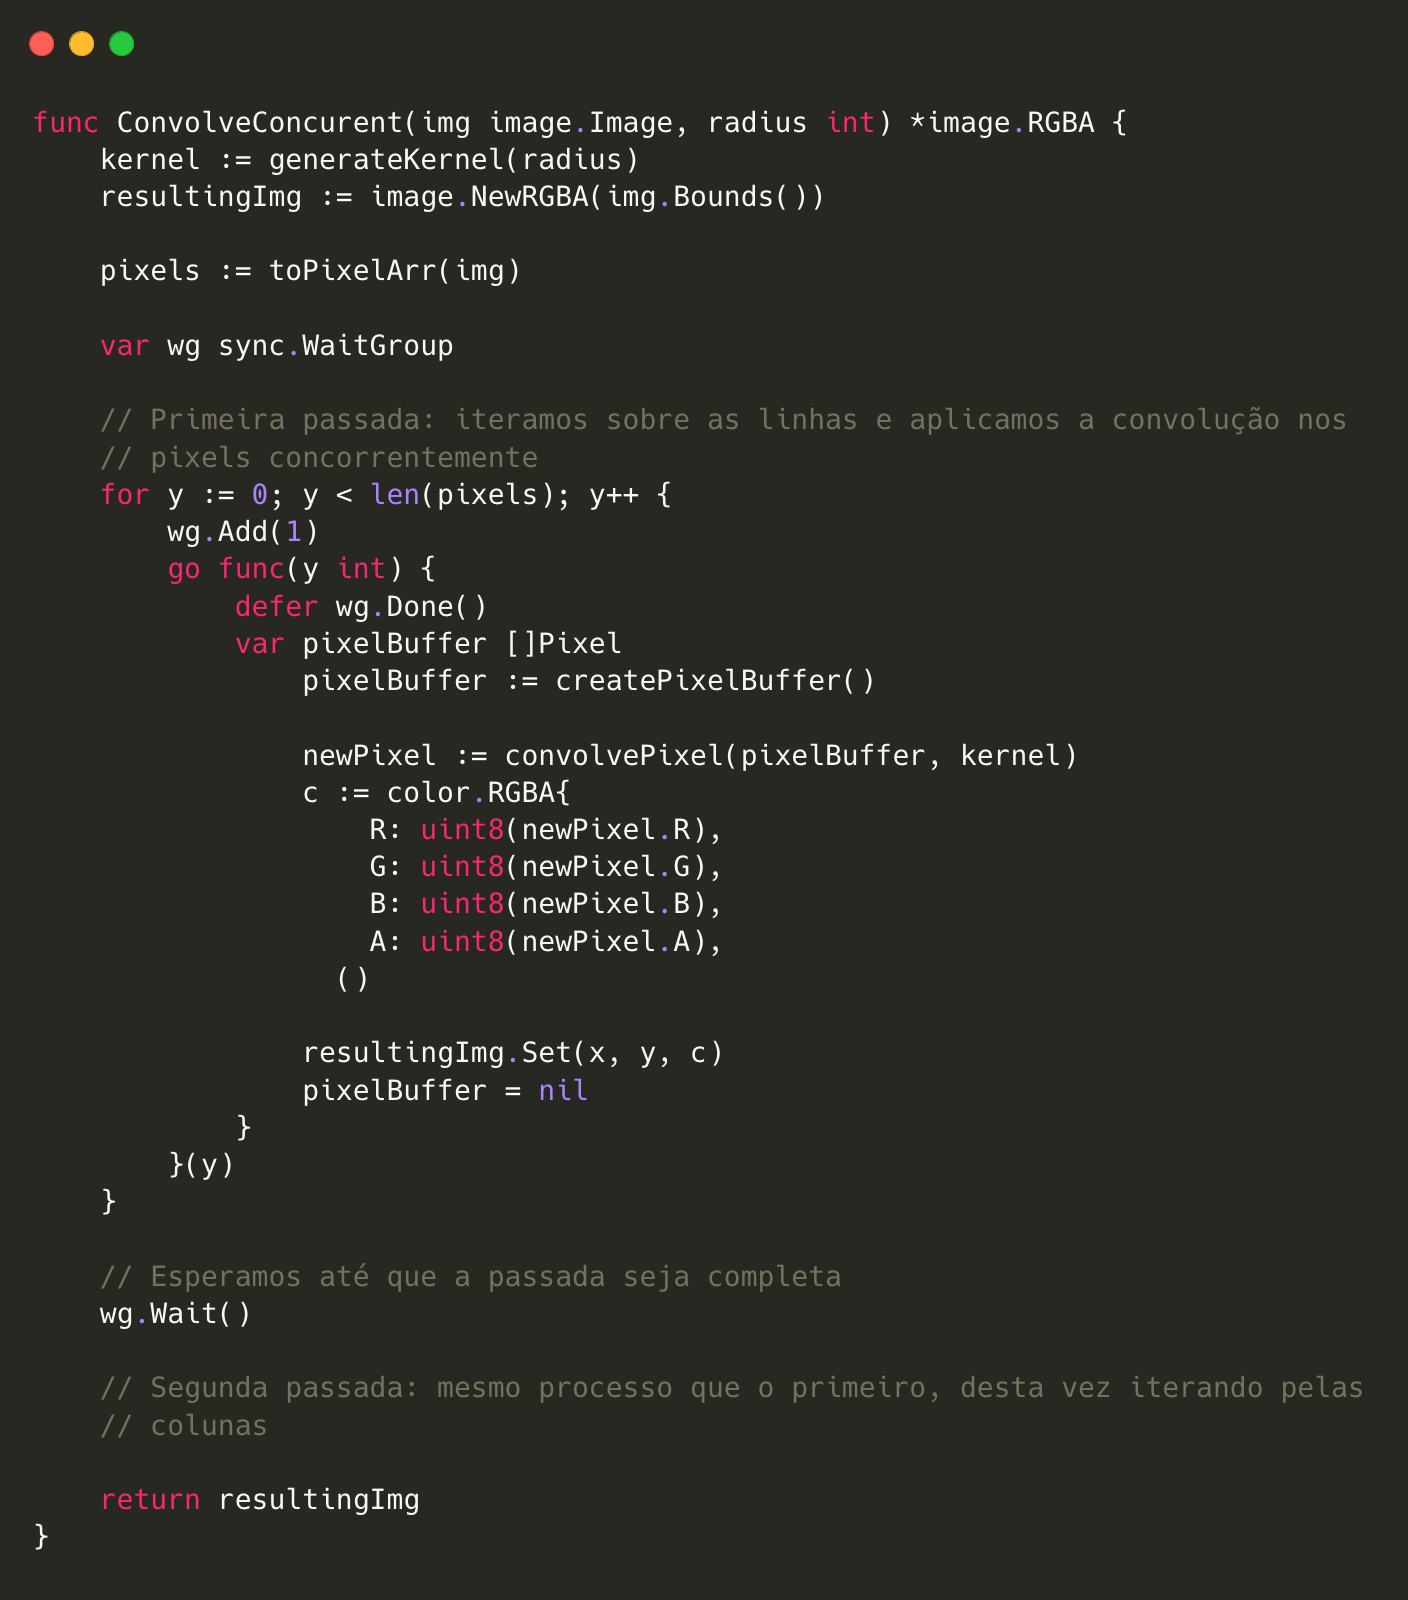 func ConvolveConcurent(img image.Image, radius int) *image.RGBA {
    kernel := generateKernel(radius)
    resultingImg := image.NewRGBA(img.Bounds())

    pixels := toPixelArr(img)

    var wg sync.WaitGroup

    // Primeira passada: iteramos sobre as linhas e aplicamos a convolução nos
    // pixels concorrentemente
    for y := 0; y < len(pixels); y++ {
        wg.Add(1)
        go func(y int) {
            defer wg.Done()
            var pixelBuffer []Pixel
                pixelBuffer := createPixelBuffer()

                newPixel := convolvePixel(pixelBuffer, kernel)
                c := color.RGBA{
                    R: uint8(newPixel.R),
                    G: uint8(newPixel.G),
                    B: uint8(newPixel.B),
                    A: uint8(newPixel.A),
                  ()

                resultingImg.Set(x, y, c)
                pixelBuffer = nil
            }
        }(y)
    }

    // Esperamos até que a passada seja completa
    wg.Wait()

    // Segunda passada: mesmo processo que o primeiro, desta vez iterando pelas
    // colunas

    return resultingImg
}